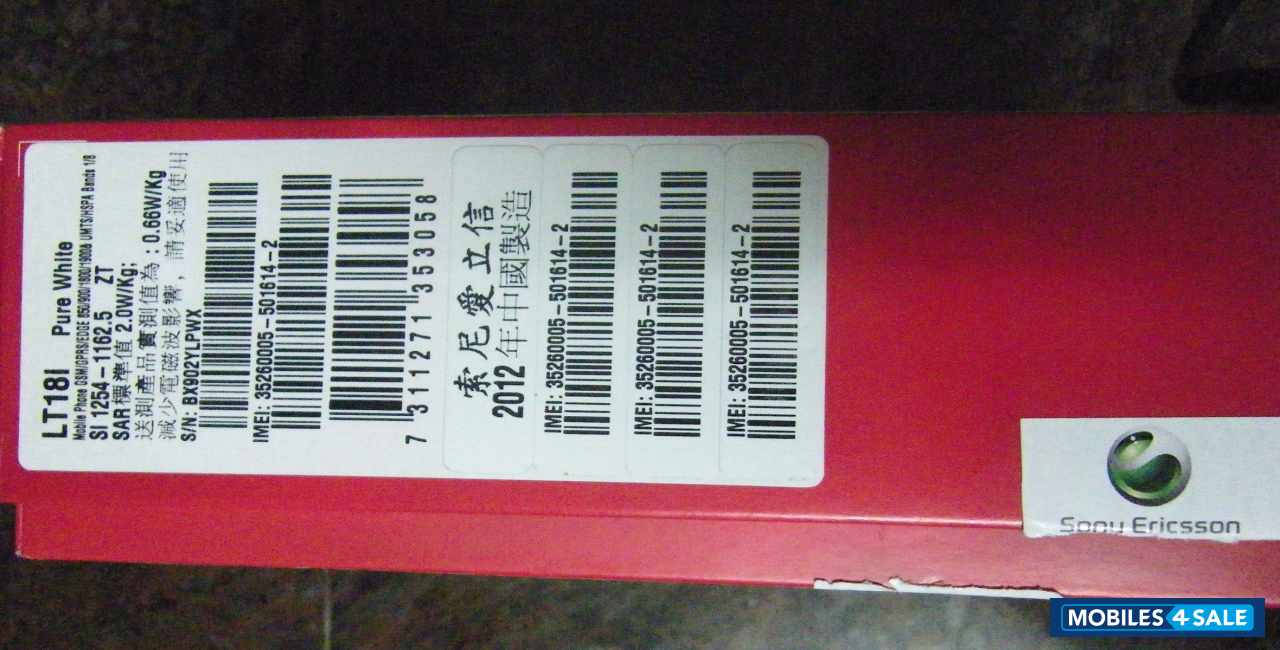 LT18I Pure White
Mobile Phone GSM/GPRS/EDGE 850/900/1800/1900& UMTS/HSPA Bands 1/8
SI 1254-1162.5 ZT
SAR標準值 2.0W/Kg;
送測產品實測值為：0.66W/Kg
減少電磁波影響，請妥適使用
S/N: BX902YLPWX
IMEI: 35260005-501614-2
7 311271 353058
索尼愛立信
2012年中國製造
IMEI: 35260005-501614-2
IMEI: 35260005-501614-2
IMEI: 35260005-501614-2
Sony Ericsson
MOBILES4SALE